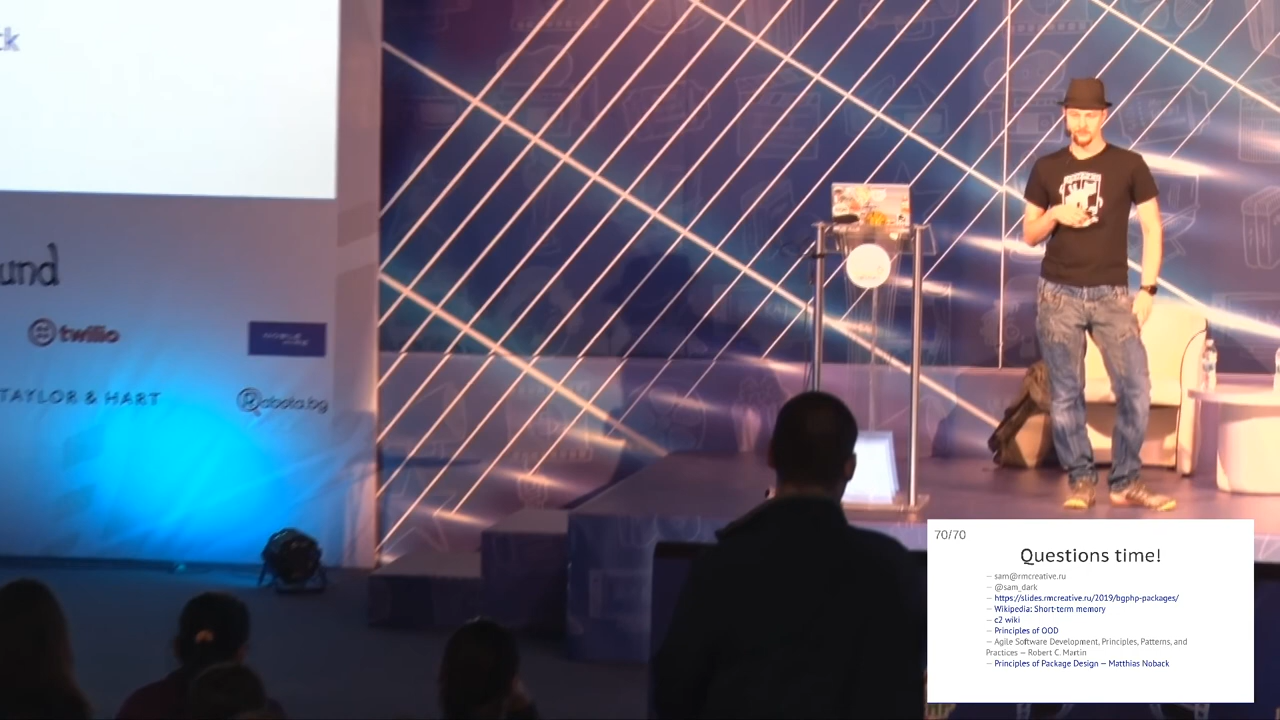 ck
und
twilio
TAYLOR & HART
abota.bg
70/70
Questions time!
— sam@rmcreative.ru
— @sam_dark
— https://slides.rmcreative.ru/2019/bgphp-packages/
— Wikipedia: Short-term memory
— c2 wiki
— Principles of OOD
— Agile Software Development, Principles, Patterns, and
Practices — Robert C. Martin
— Principles of Package Design — Matthias Noback